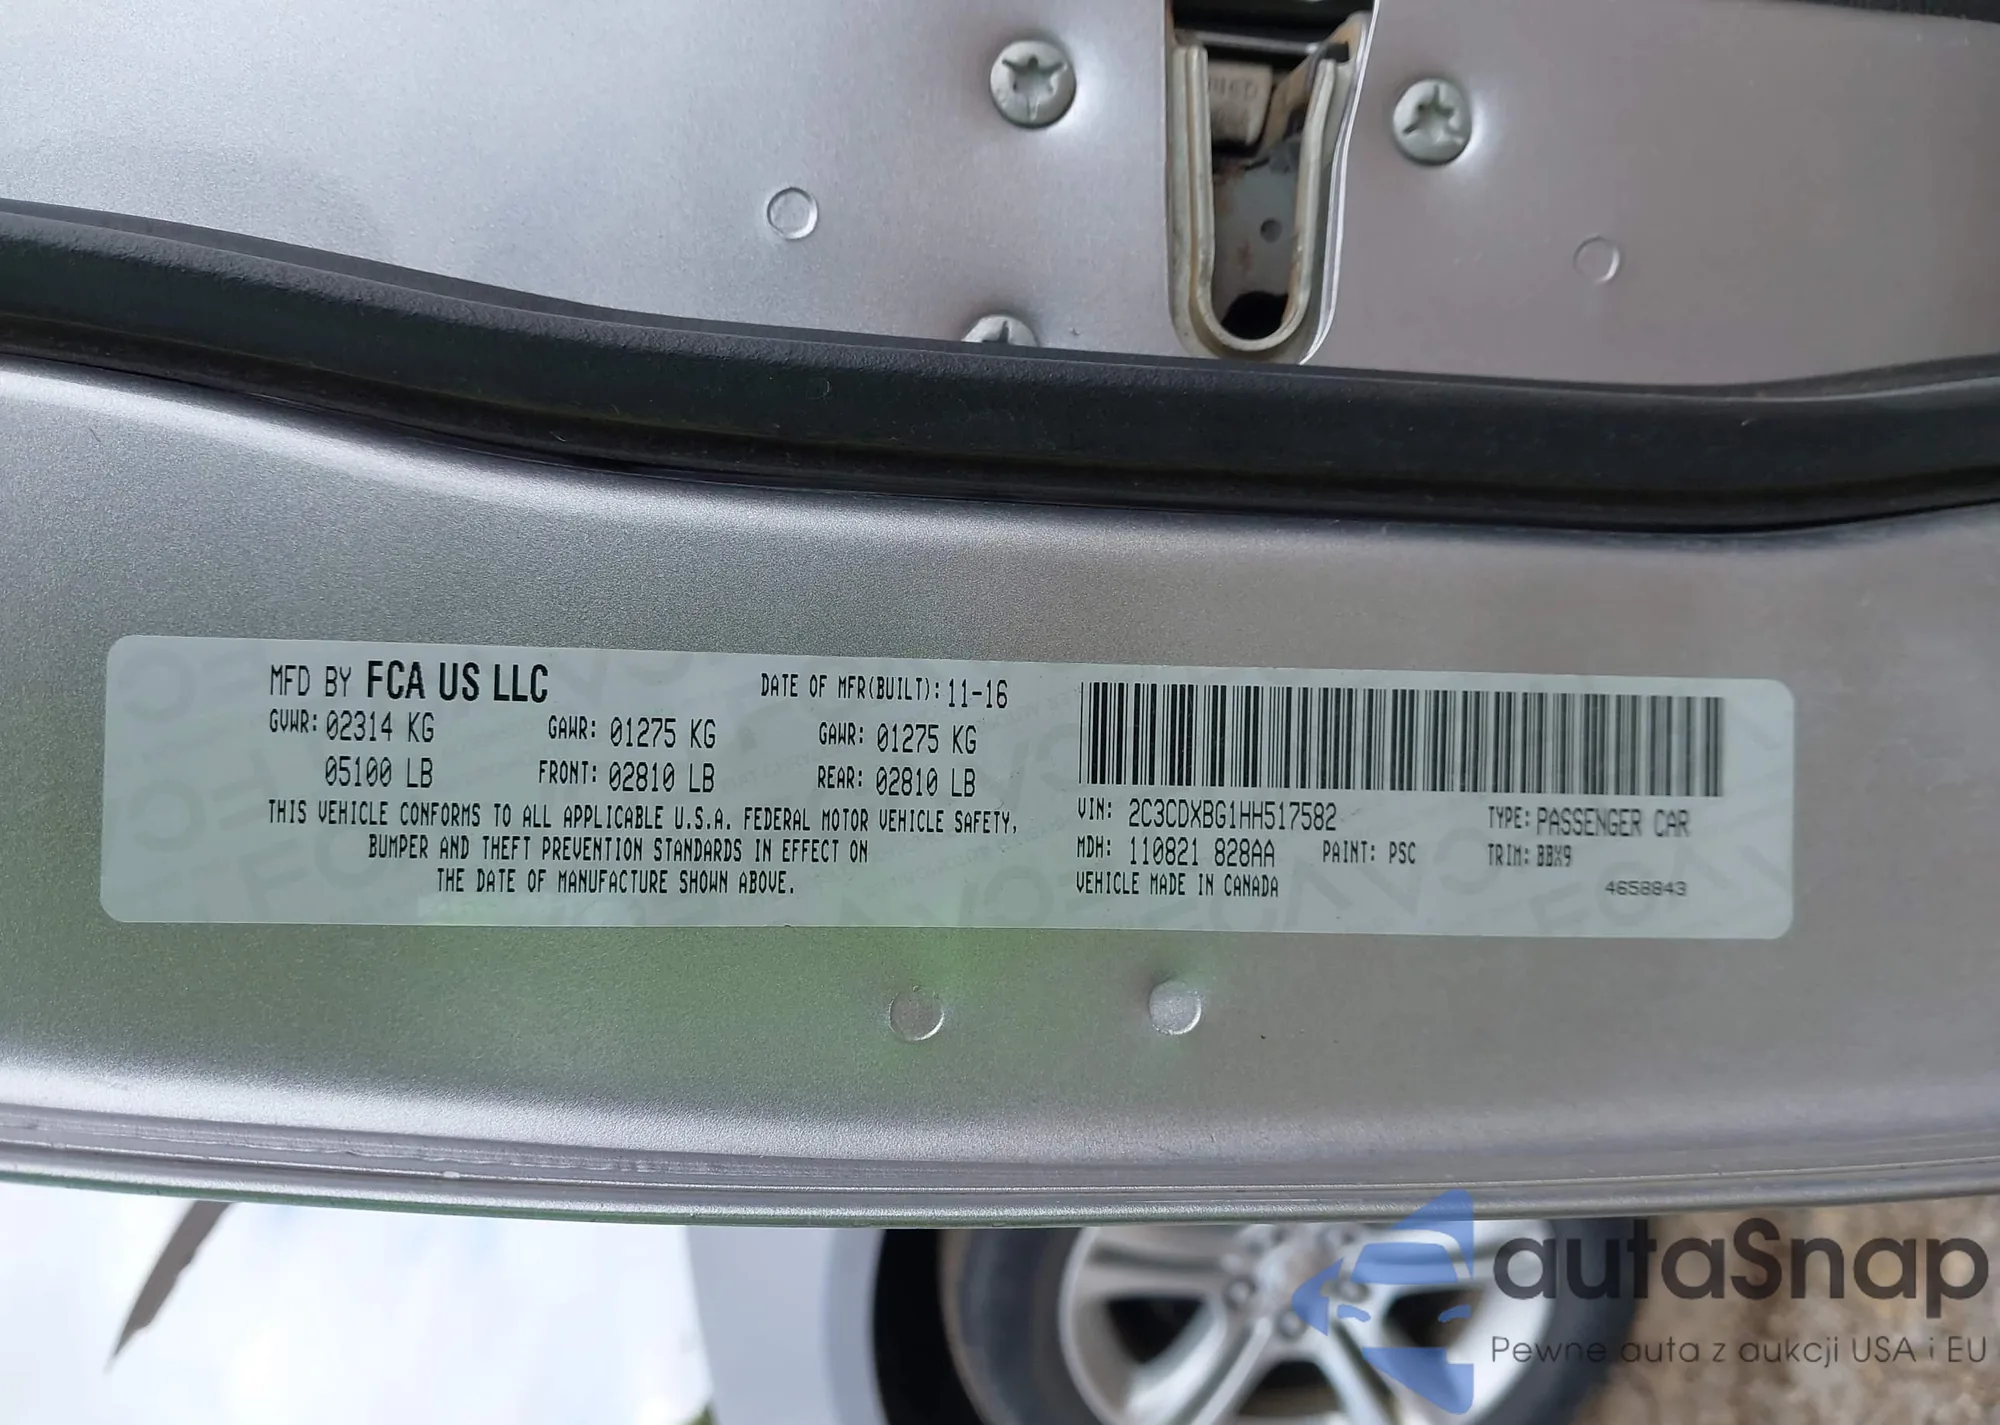 MFD BY FCA US LLC DATE OF MFR(BUILT): 11-16
GVWR: 02314 KG GAWR: 01275 KG GAWR: 01275 KG
05100 LB FRONT: 02810 LB REAR: 02810 LB
THIS VEHICLE CONFORMS TO ALL APPLICABLE U.S.A. FEDERAL MOTOR VEHICLE SAFETY,
BUMPER AND THEFT PREVENTION STANDARDS IN EFFECT ON
THE DATE OF MANUFACTURE SHOWN ABOVE.
VIN: 2C3CDXBG1HH517582 TYPE: PASSENGER CAR
MDH: 110821 828AA PAINT: PSC TRIM: BBX9
VEHICLE MADE IN CANADA 4658843
autaSnap
Pewne auta z aukcji USA i EU